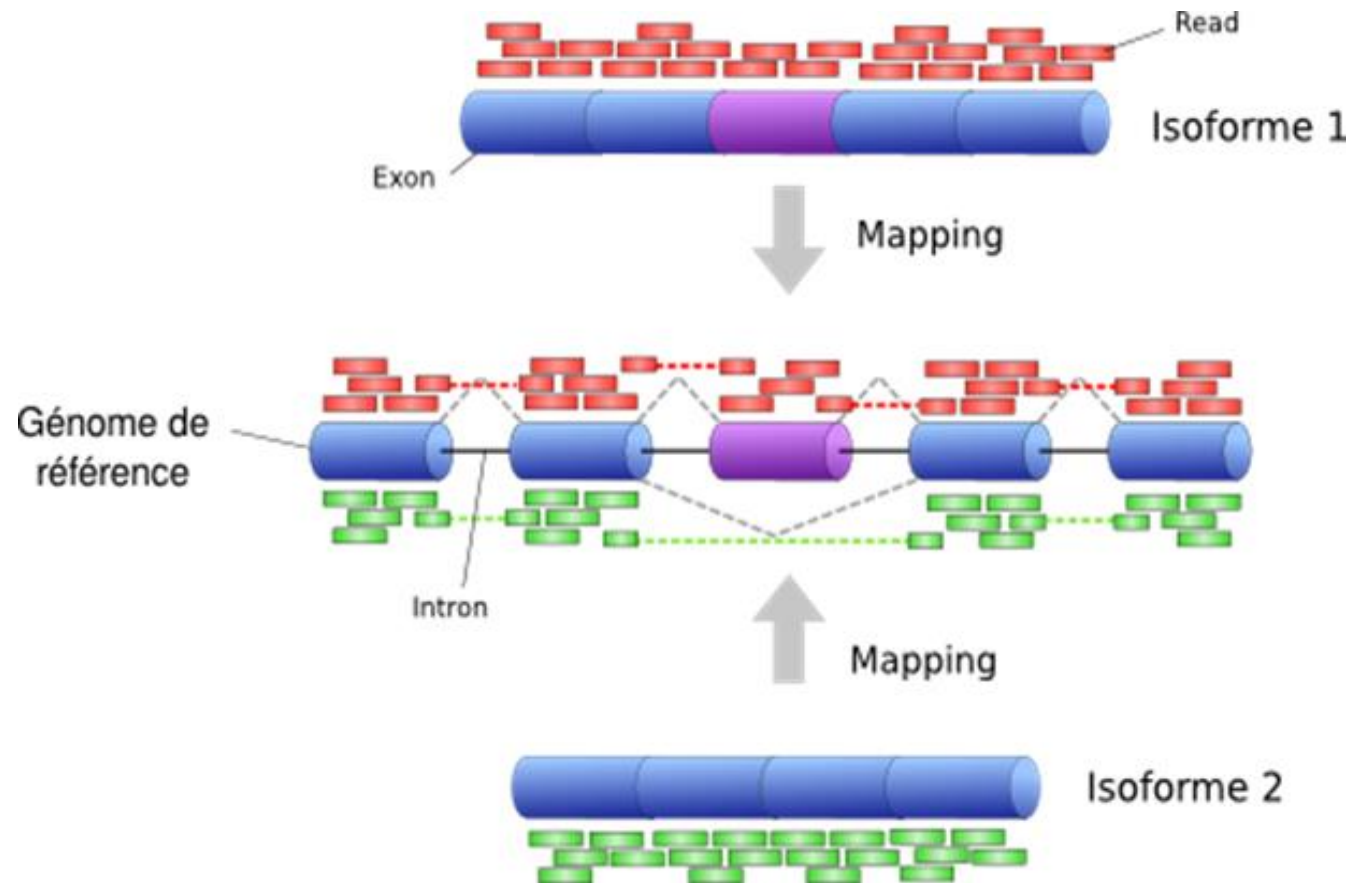 Read
Isoforme 1
Exon
Mapping
Génome de
référence
Intron
Mapping
Isoforme 2